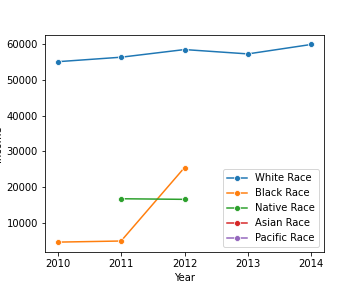 60000
50000
40000
30000
20000
10000
2010 2011 2012 2013 2014
Year
White Race
Black Race
Native Race
Asian Race
Pacific Race